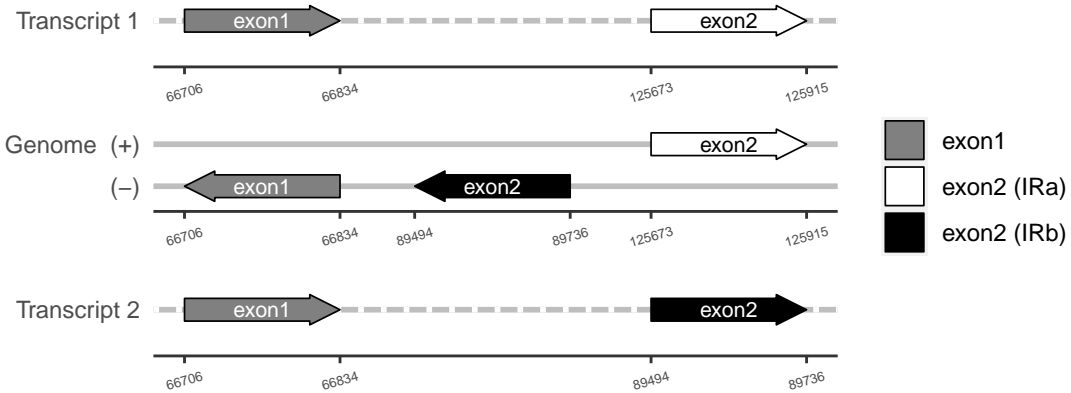 Transcript 1 exon1 exon2
66706 66834 125673 125915
Genome (+) exon2
(−) exon1 exon2
66706 66834 89494 89736 125673 125915
Transcript 2 exon1 exon2
66706 66834 89494 89736
exon1
exon2 (IRa)
exon2 (IRb)